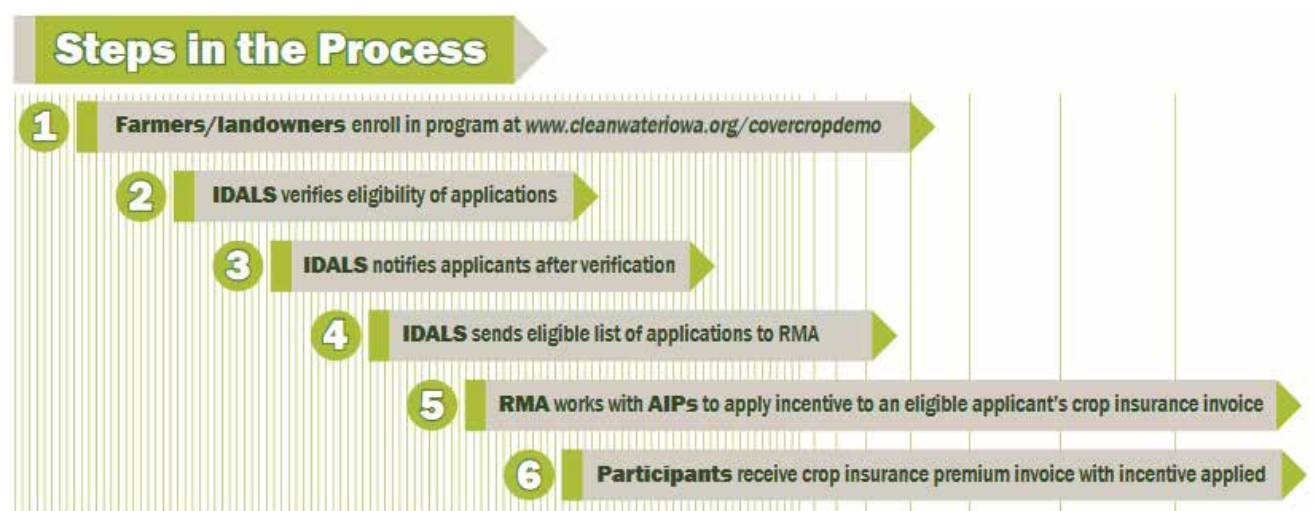 Steps in the Process
1
Farmers/landowners enroll in program at www.cleanwateriowa.org/covercropdemo
2
IDALS verifies eligibility of applications
3
IDALS notifies applicants after verification
4
IDALS sends eligible list of applications to RMA
5
RMA works with AIPs to apply incentive to an eligible applicant's crop insurance invoice
6
Participants receive crop insurance premium invoice with incentive applied